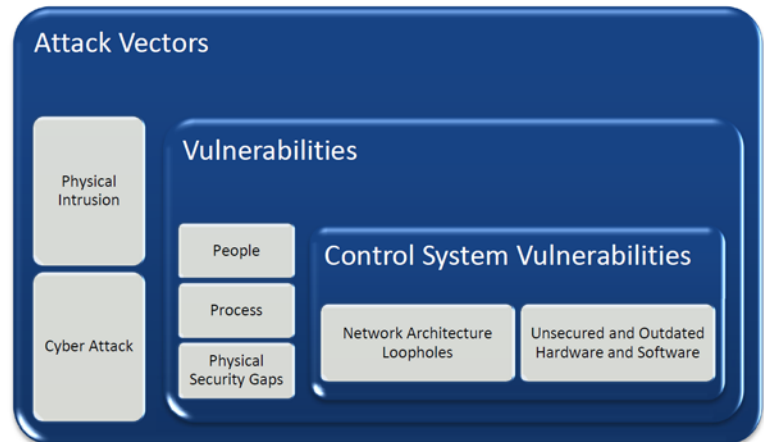 Attack Vectors
Physical
Intrusion
Cyber Attack
Vulnerabilities
People
Process
Physical
Security Gaps
Control System Vulnerabilities
Network Architecture
Loopholes
Unsecured and Outdated
Hardware and Software